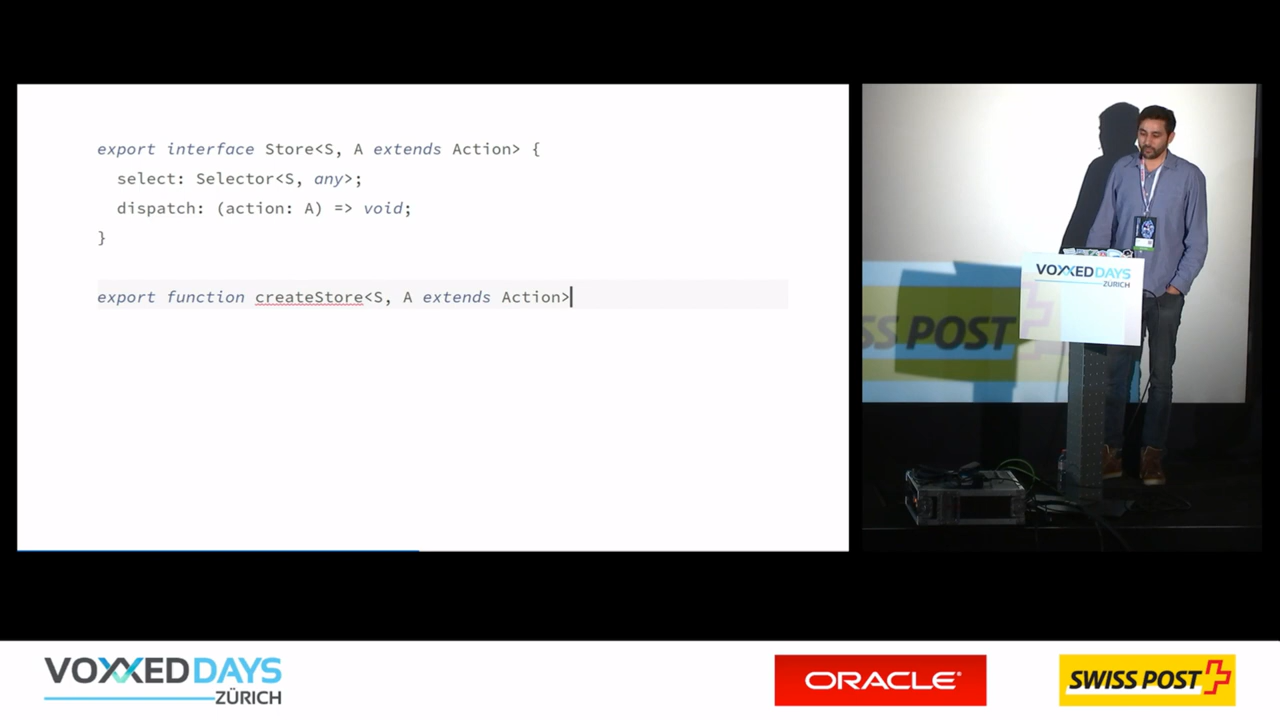 export interface Store<S, A extends Action> {
  select: Selector<S, any>;
  dispatch: (action: A) => void;
}
export function createStore<S, A extends Action>
VOXXED DAYS
ZÜRICH
SS POST
VOXXED DAYS
ZÜRICH
ORACLE®
SWISS POST